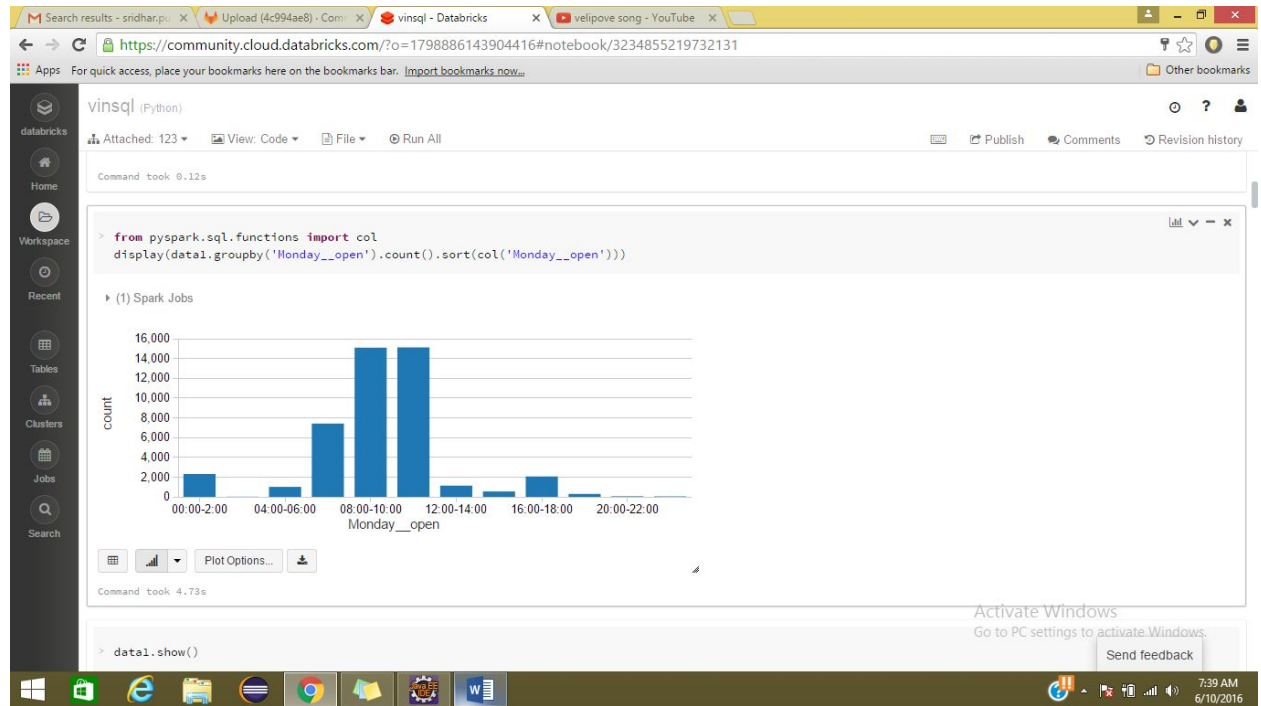 Search results - sridhar.pu
Upload (4c994ae8) · Com
vinsql - Databricks
velipove song - YouTube
https://community.cloud.databricks.com/?o=1798886143904416#notebook/3234855219732131
Apps For quick access, place your bookmarks here on the bookmarks bar. Import bookmarks now...
Other bookmarks
databricks
Home
Workspace
Recent
Tables
Clusters
Jobs
Search
vinsql (Python)
?
Attached: 123
View: Code
File
Run All
Publish
Comments
Revision history
Command took 0.12s
> from pyspark.sql.functions import col
display(data1.groupby('Monday__open').count().sort(col('Monday__open')))
(1) Spark Jobs
16,000
14,000
12,000
10,000
8,000
6,000
4,000
2,000
0
count
00:00-2:00 04:00-06:00 08:00-10:00 12:00-14:00 16:00-18:00 20:00-22:00
Monday__open
Plot Options...
Command took 4.73s
> data1.show()
Activate Windows
Go to PC settings to activate Windows.
Send feedback
Java EE
IDE
W
7:39 AM
6/10/2016